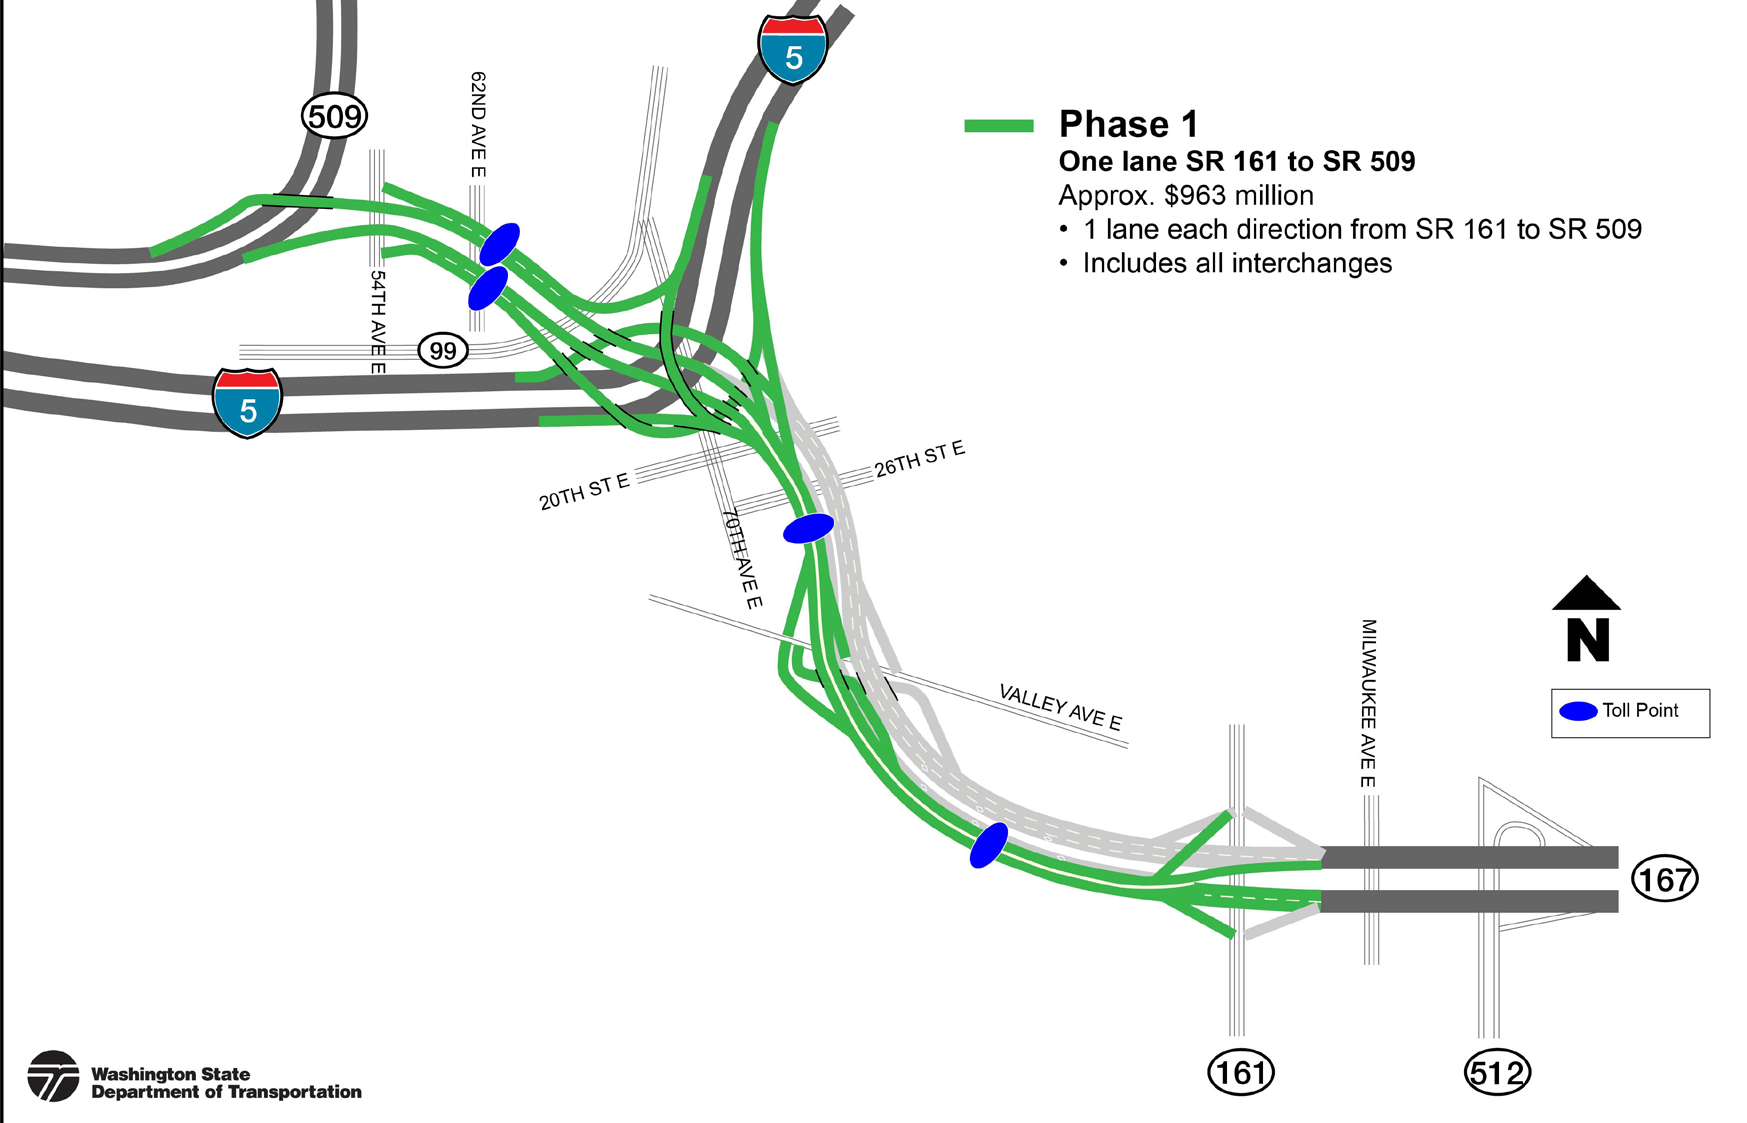 5
509
62ND AVE E
Phase 1
One lane SR 161 to SR 509
Approx. $963 million
• 1 lane each direction from SR 161 to SR 509
• Includes all interchanges
54TH AVE E
99
5
20TH ST E
26TH ST E
70TH AVE E
N
MILWAUKEE AVE E
VALLEY AVE E
Toll Point
167
161
512
Washington State
Department of Transportation